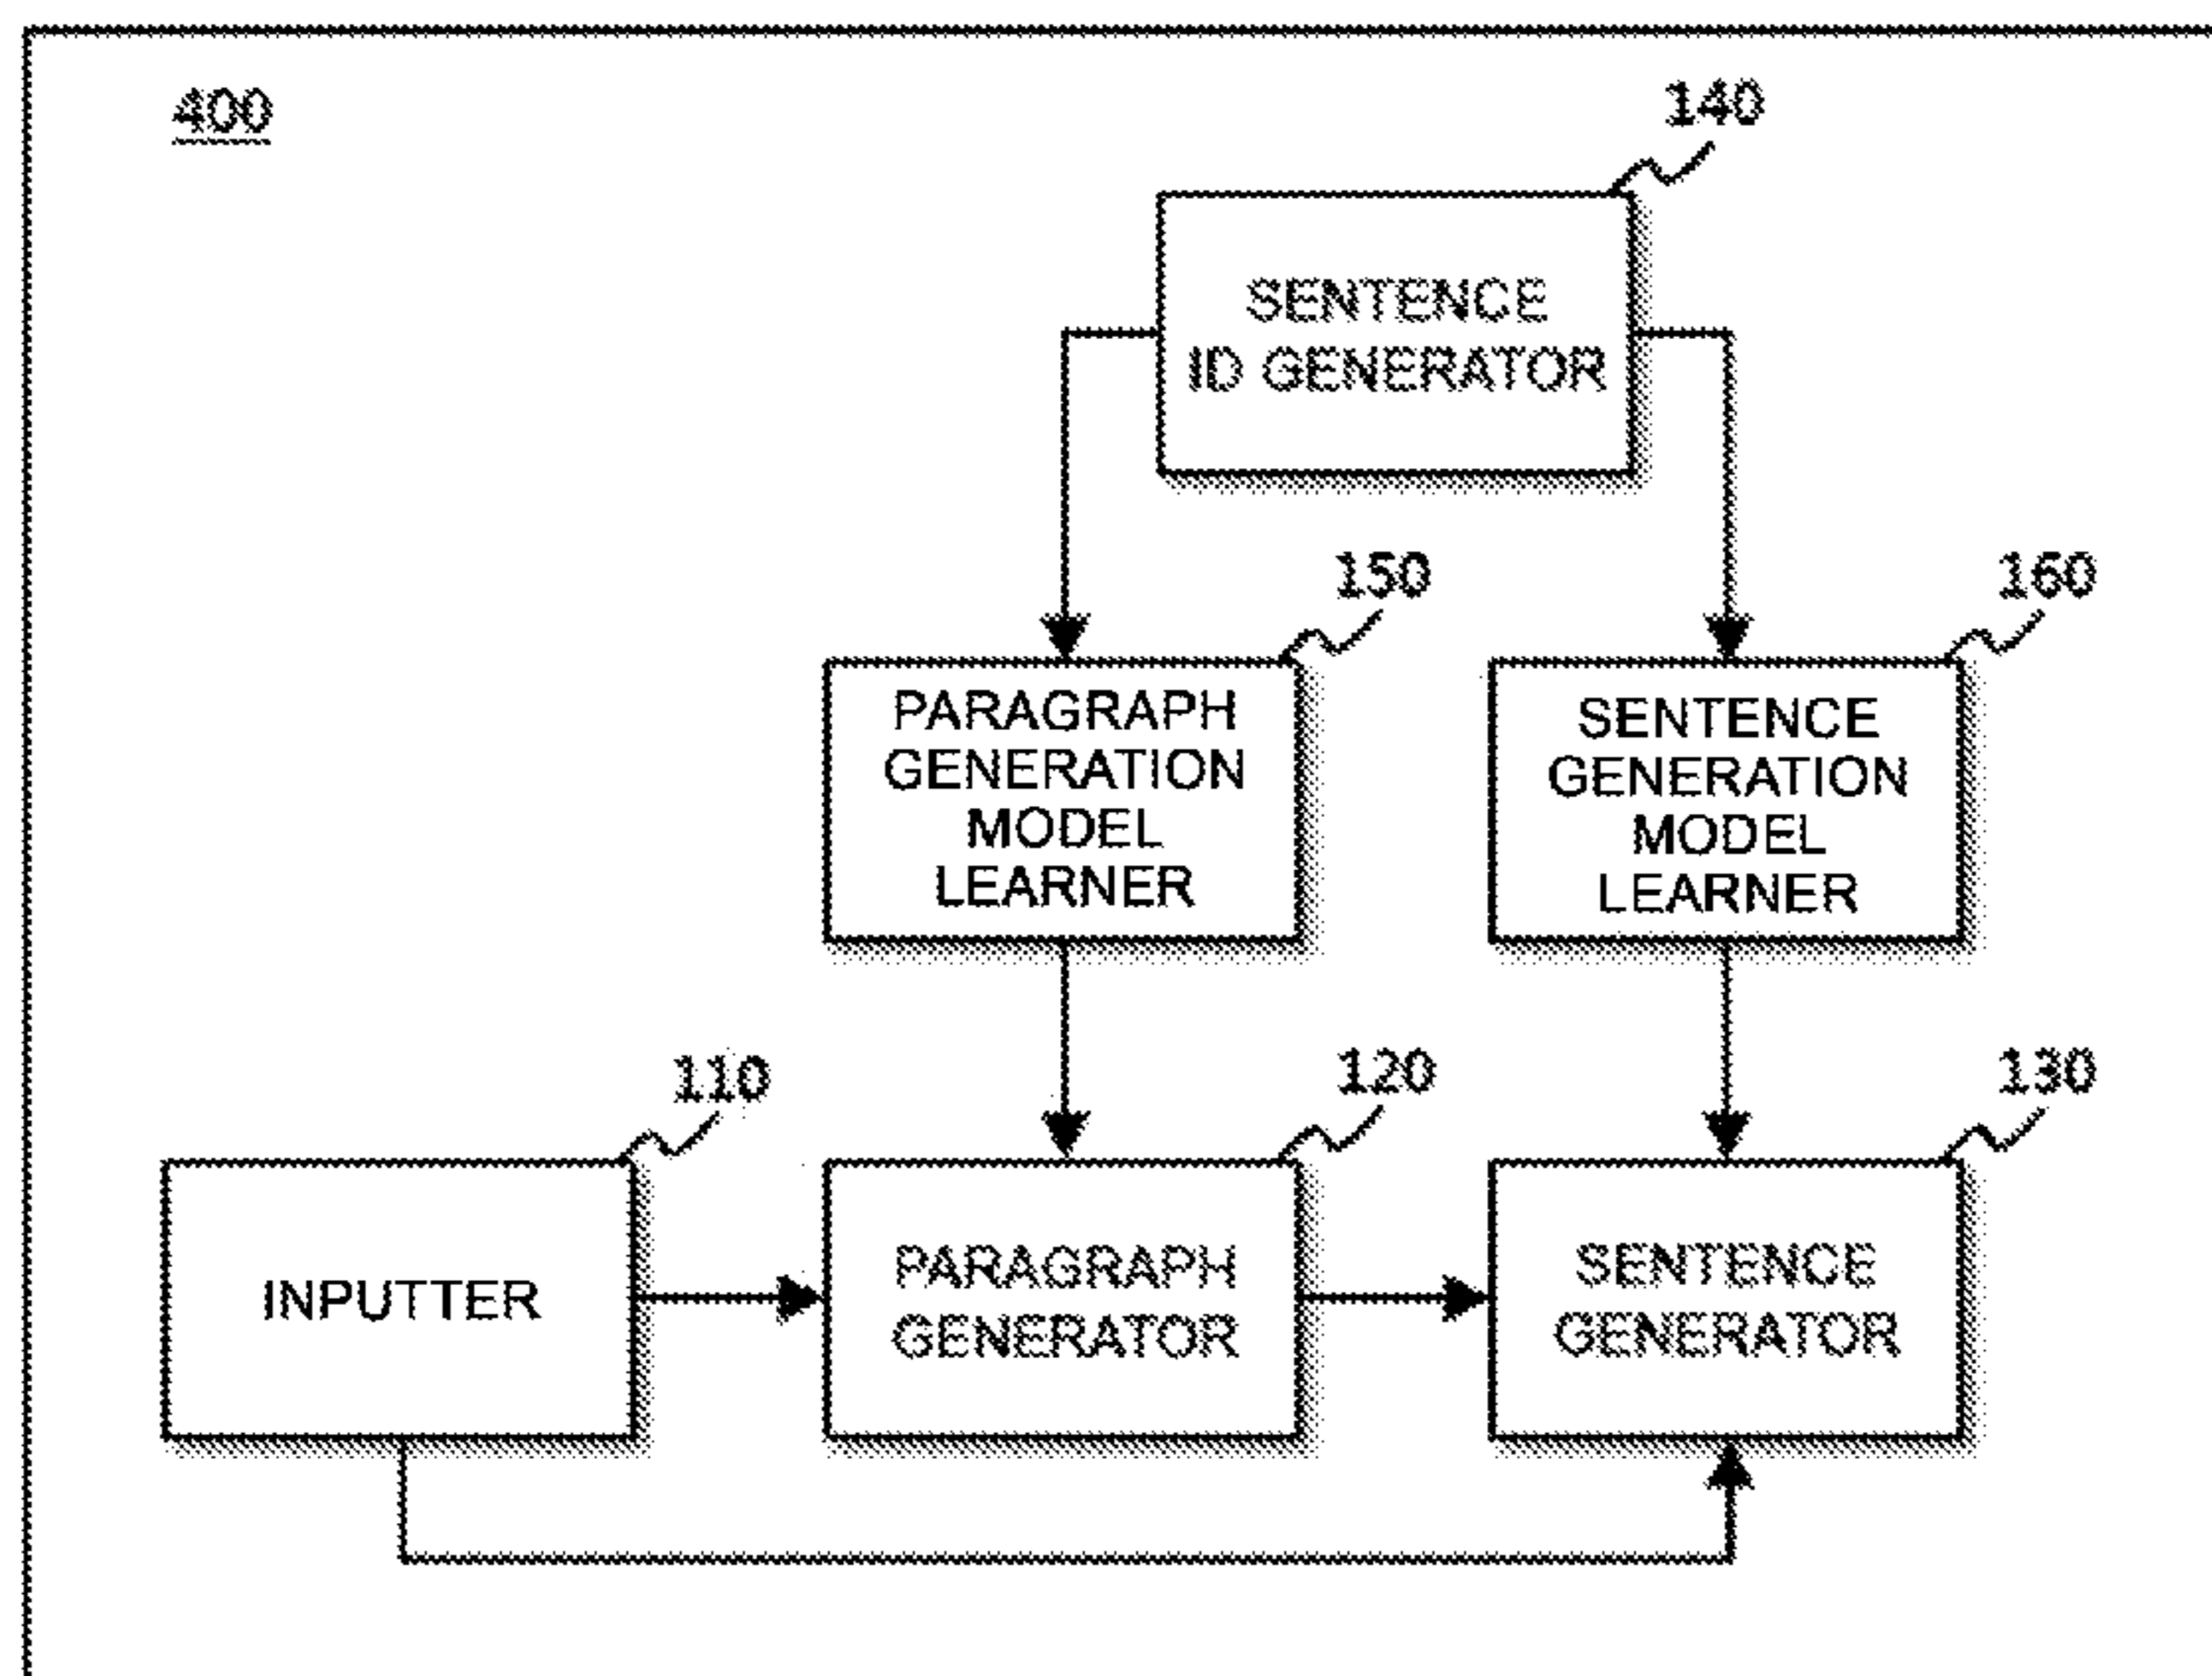 400
140
SENTENCE
ID GENERATOR
150
160
PARAGRAPH
GENERATION
MODEL
LEARNER
SENTENCE
GENERATION
MODEL
LEARNER
110
120
130
INPUTTER
PARAGRAPH
GENERATOR
SENTENCE
GENERATOR